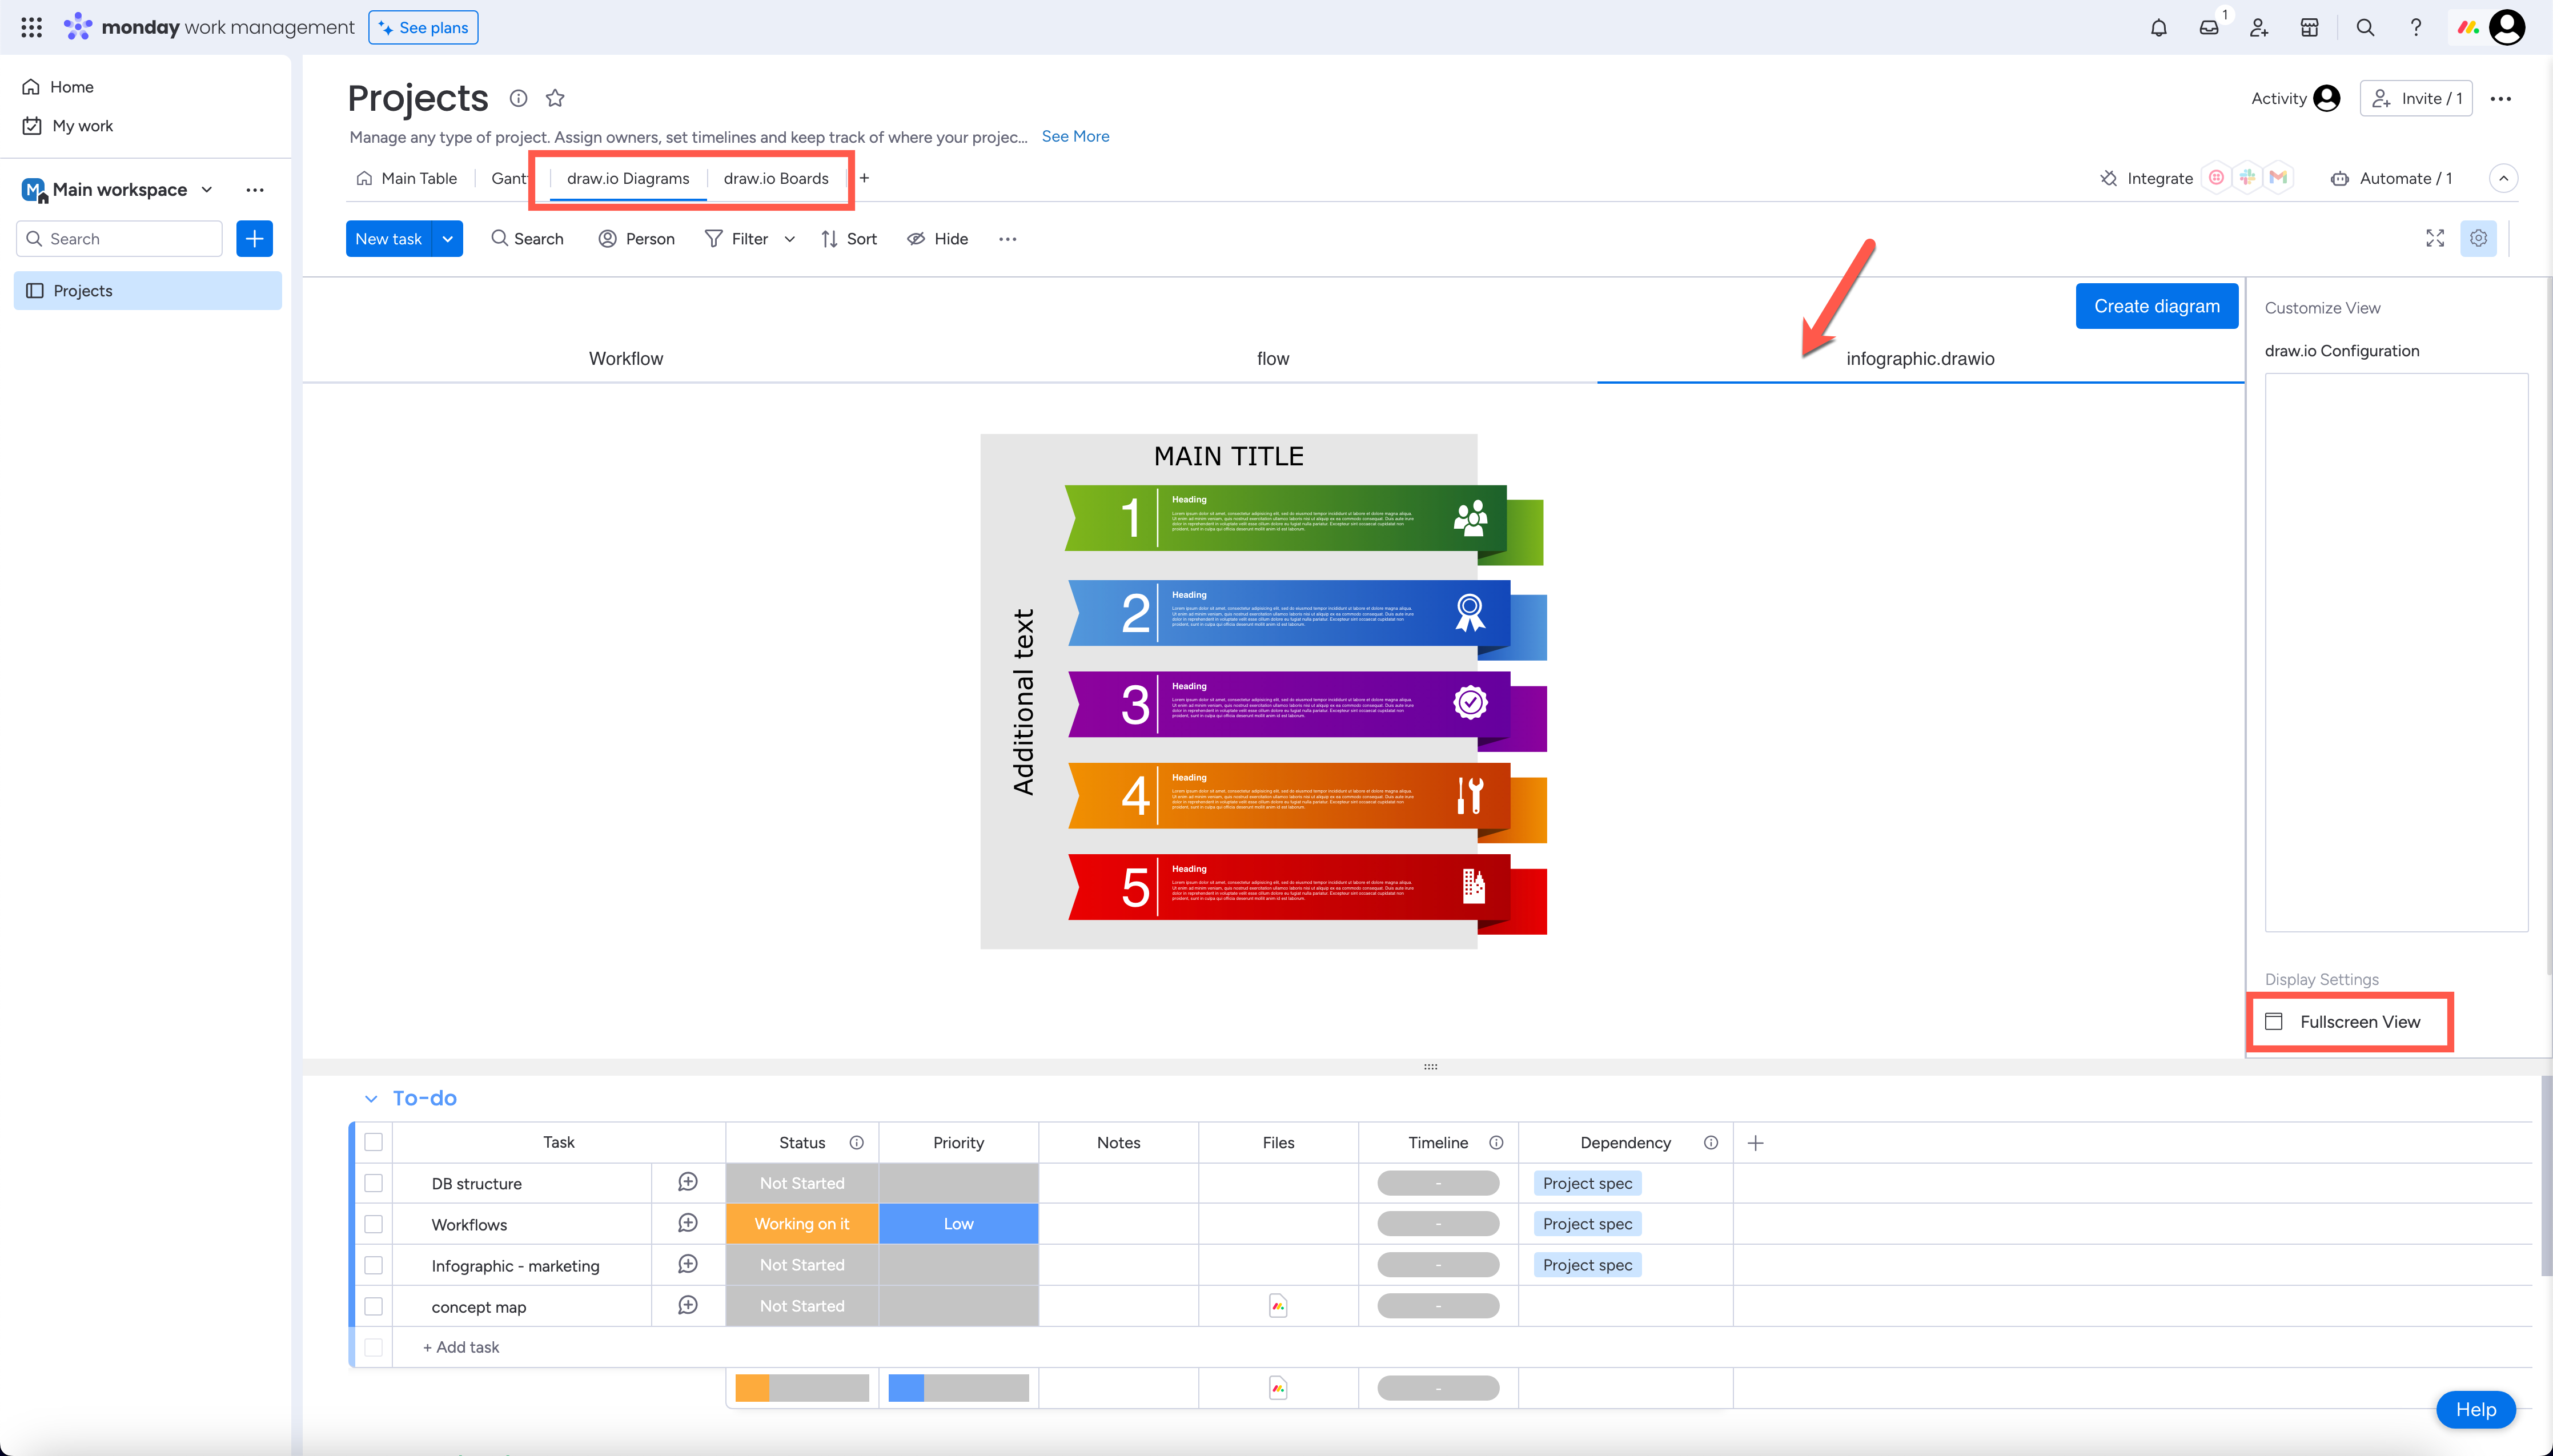 monday work management
See plans
1
Home
My work
M Main workspace
Search
Projects
Projects
Activity
Invite / 1
Manage any type of project. Assign owners, set timelines and keep track of where your projec... See More
Main Table
Gantt
draw.io Diagrams
draw.io Boards
+
Integrate
Automate / 1
New task
Search
Person
Filter
Sort
Hide
Create diagram
Workflow
flow
infographic.drawio
Customize View
draw.io Configuration
MAIN TITLE
Additional text
1
Heading
2
Heading
3
Heading
4
Heading
5
Heading
Display Settings
Fullscreen View
To-do
Task Status Priority Notes Files Timeline Dependency
DB structure Not Started - Project spec
Workflows Working on it Low - Project spec
Infographic - marketing Not Started - Project spec
concept map Not Started -
+ Add task
-
Help